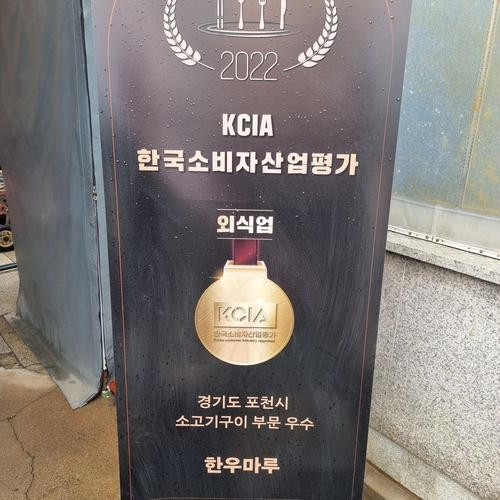 2022
KCIA
한국소비자산업평가
외식업
KCIA
한국소비자산업평가
경기도 포천시
소고기구이 부문 우수
한우마루